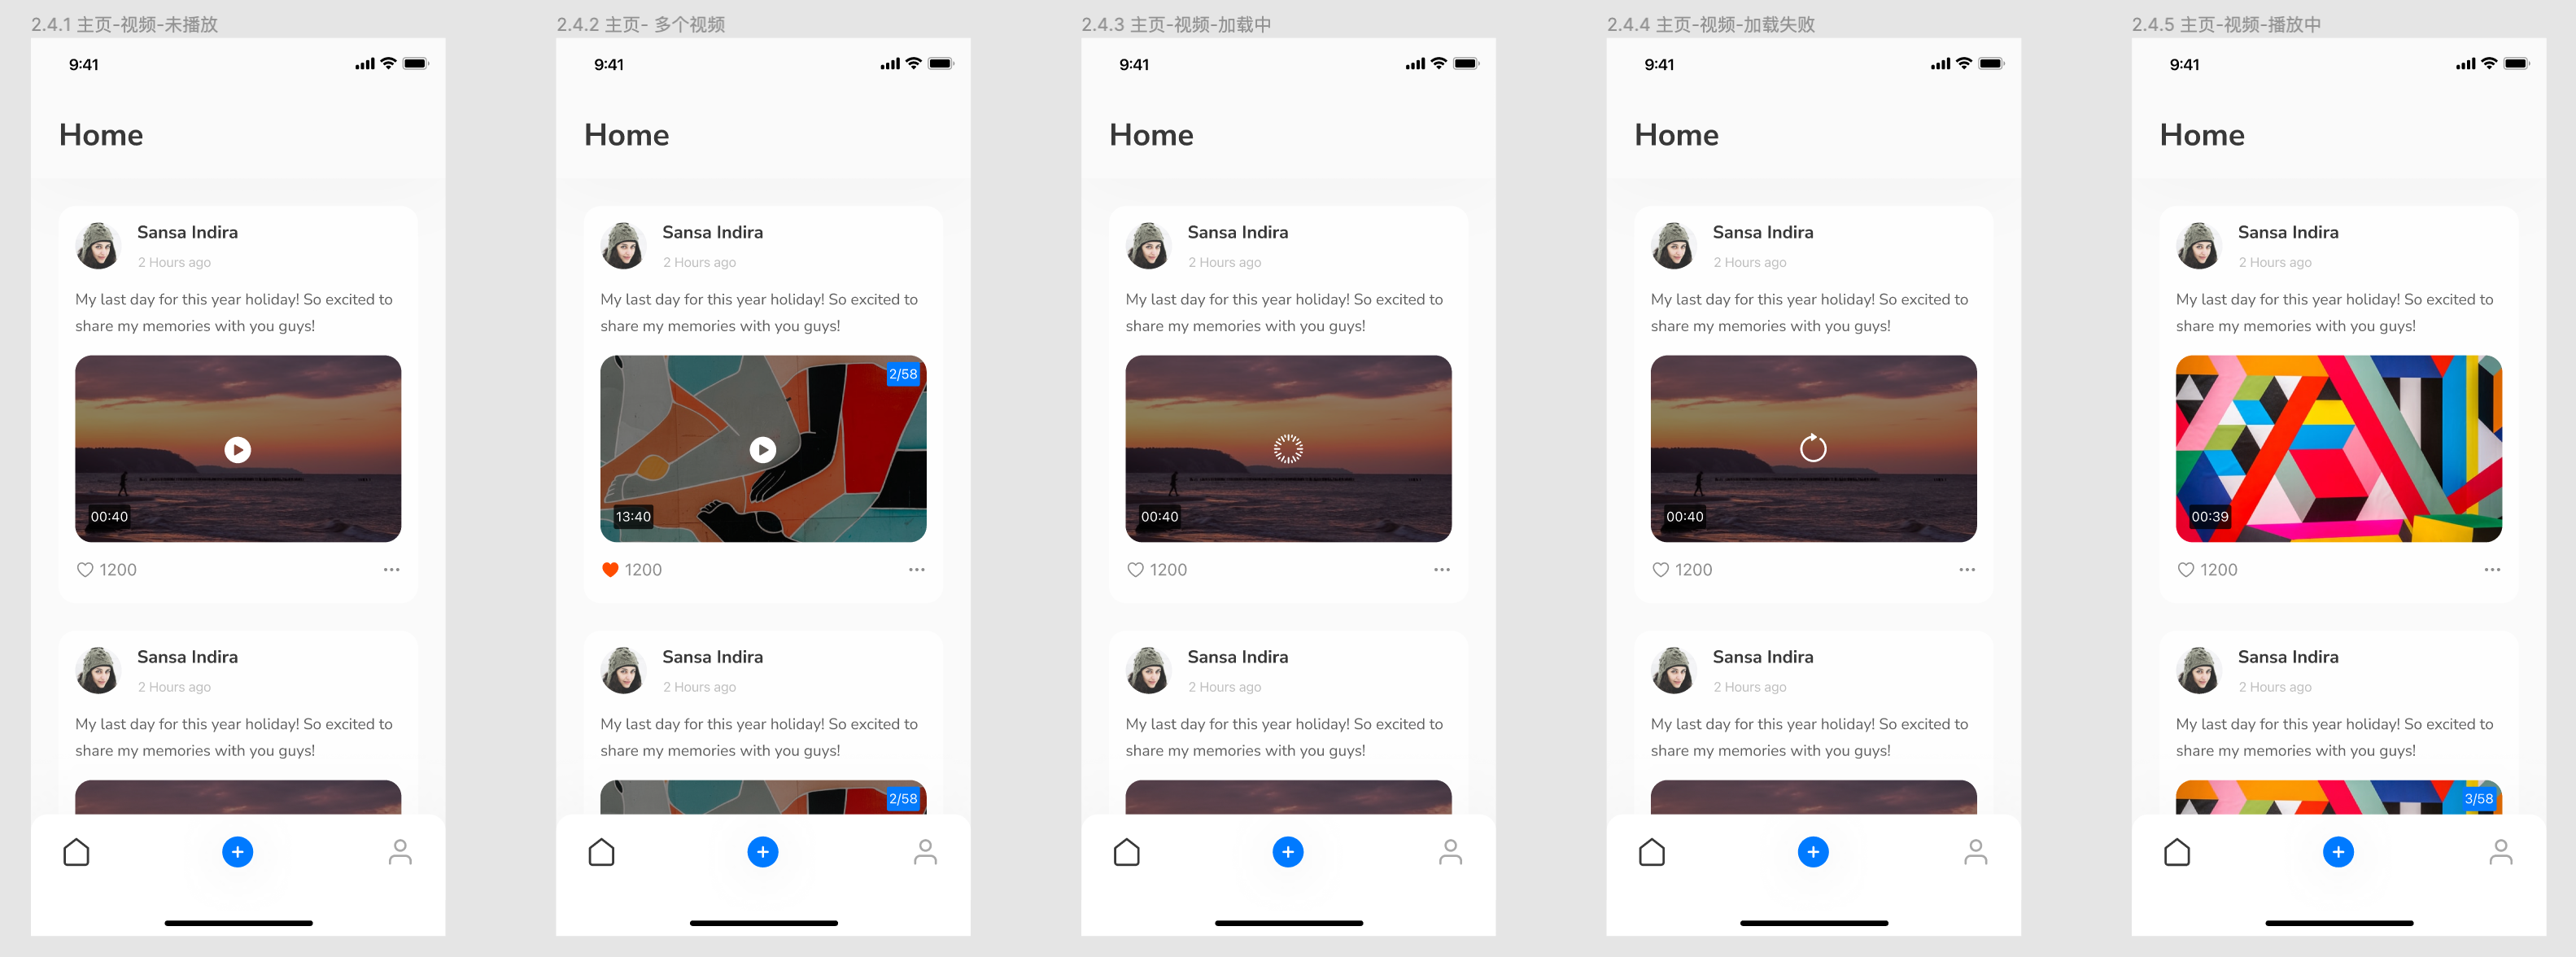 2.4.1 主页-视频-未播放
9:41
Home
Sansa Indira
2 Hours ago
My last day for this year holiday! So excited to
share my memories with you guys!
00:40
1200
Sansa Indira
2 Hours ago
My last day for this year holiday! So excited to
share my memories with you guys!
2.4.2 主页- 多个视频
9:41
Home
Sansa Indira
2 Hours ago
My last day for this year holiday! So excited to
share my memories with you guys!
2/58
13:40
1200
Sansa Indira
2 Hours ago
My last day for this year holiday! So excited to
share my memories with you guys!
2/58
2.4.3 主页-视频-加载中
9:41
Home
Sansa Indira
2 Hours ago
My last day for this year holiday! So excited to
share my memories with you guys!
00:40
1200
Sansa Indira
2 Hours ago
My last day for this year holiday! So excited to
share my memories with you guys!
2.4.4 主页-视频-加载失败
9:41
Home
Sansa Indira
2 Hours ago
My last day for this year holiday! So excited to
share my memories with you guys!
00:40
1200
Sansa Indira
2 Hours ago
My last day for this year holiday! So excited to
share my memories with you guys!
2.4.5 主页-视频-播放中
9:41
Home
Sansa Indira
2 Hours ago
My last day for this year holiday! So excited to
share my memories with you guys!
00:39
1200
Sansa Indira
2 Hours ago
My last day for this year holiday! So excited to
share my memories with you guys!
3/58